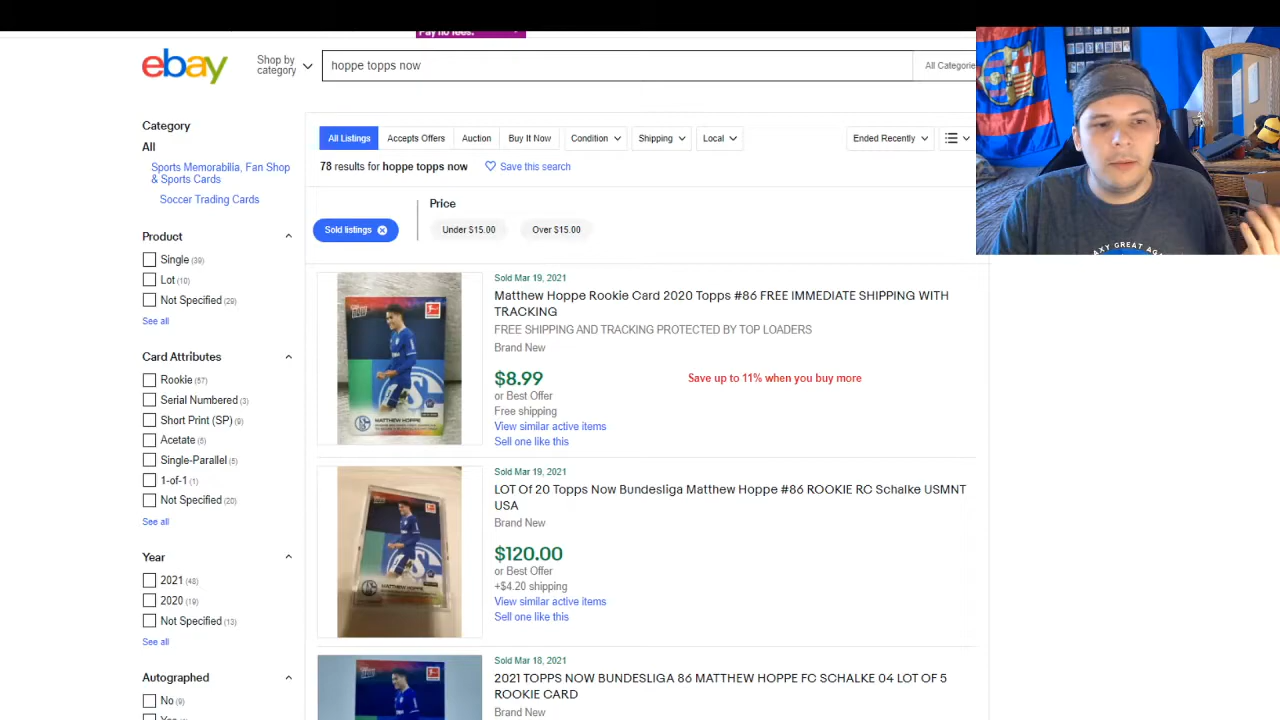 Pay no fees.
ebay
Shop by
category
hoppe topps now
All Categorie
Category
All
Sports Memorabilia, Fan Shop
& Sports Cards
Soccer Trading Cards
Product
Single (39)
Lot (10)
Not Specified (29)
See all
Card Attributes
Rookie (57)
Serial Numbered (3)
Short Print (SP) (9)
Acetate (5)
Single-Parallel (5)
1-of-1 (1)
Not Specified (20)
See all
Year
2021 (48)
2020 (19)
Not Specified (13)
See all
Autographed
No (9)
All Listings
Accepts Offers
Auction
Buy It Now
Condition
Shipping
Local
Ended Recently
78 results for hoppe topps now
Save this search
Price
Sold listings
Under $15.00
Over $15.00
Sold Mar 19, 2021
Matthew Hoppe Rookie Card 2020 Topps #86 FREE IMMEDIATE SHIPPING WITH
TRACKING
FREE SHIPPING AND TRACKING PROTECTED BY TOP LOADERS
Brand New
$8.99
Save up to 11% when you buy more
or Best Offer
Free shipping
View similar active items
Sell one like this
MATTHEW HOPPE
Sold Mar 19, 2021
LOT Of 20 Topps Now Bundesliga Matthew Hoppe #86 ROOKIE RC Schalke USMNT
USA
Brand New
$120.00
or Best Offer
+$4.20 shipping
View similar active items
Sell one like this
MATTHEW HOPPE
Sold Mar 18, 2021
2021 TOPPS NOW BUNDESLIGA 86 MATTHEW HOPPE FC SCHALKE 04 LOT OF 5
ROOKIE CARD
Brand New
AXY GREAT AGA